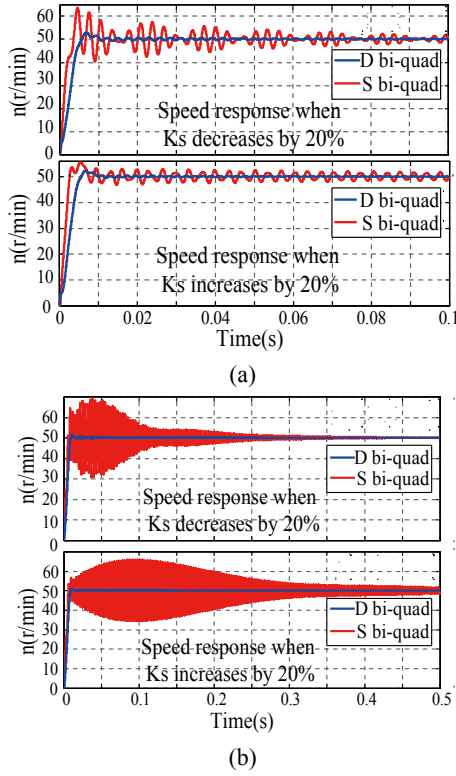 60
50
40
30
20
10
0
n(r/min)
D bi-quad
S bi-quad
Speed response when
Ks decreases by 20%
50
40
30
20
10
0
n(r/min)
D bi-quad
S bi-quad
Speed response when
Ks increases by 20%
0 0.02 0.04 0.06 0.08 0.1
Time(s)
(a)
60
50
40
30
20
10
0
n(r/min)
D bi-quad
S bi-quad
Speed response when
Ks decreases by 20%
60
50
40
30
20
10
0
n(r/min)
D bi-quad
S bi-quad
Speed response when
Ks increases by 20%
0 0.1 0.2 0.3 0.4 0.5
Time(s)
(b)